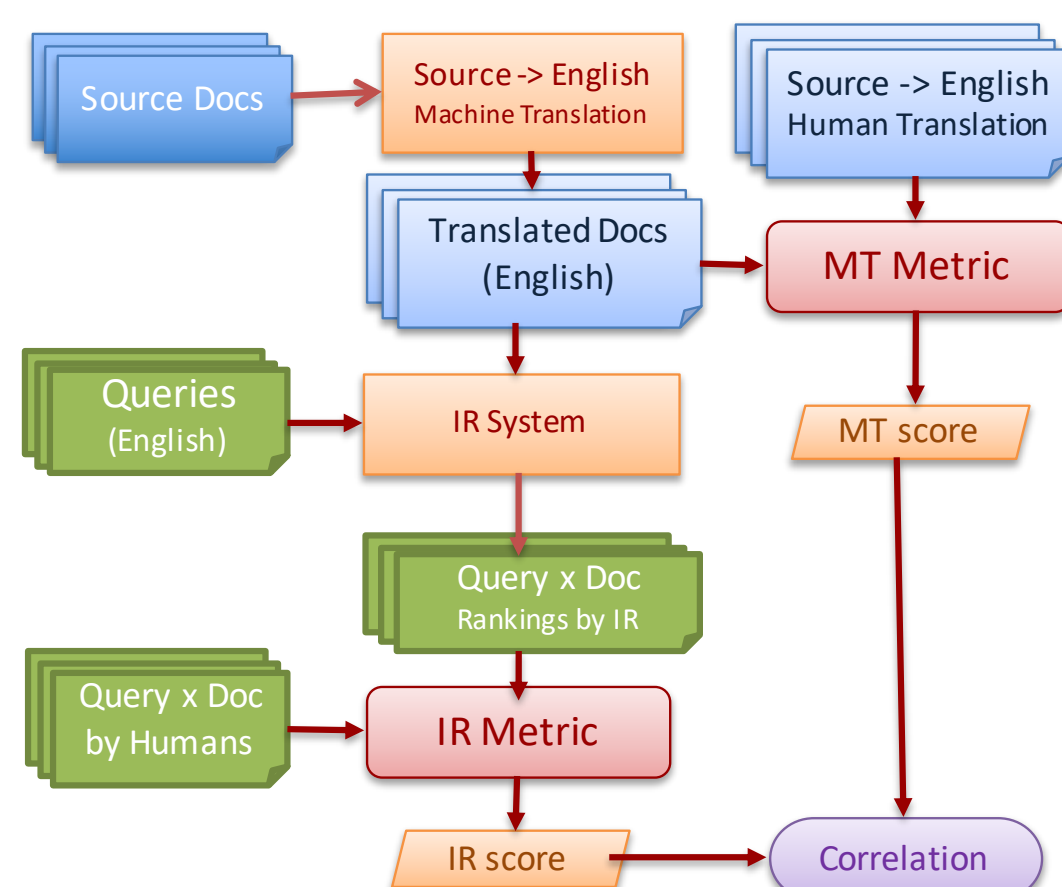 Source Docs
Source -> English
Machine Translation
Source -> English
Human Translation
Translated Docs
(English)
MT Metric
Queries
(English)
IR System
MT score
Query x Doc
Rankings by IR
Query x Doc
by Humans
IR Metric
IR score
Correlation